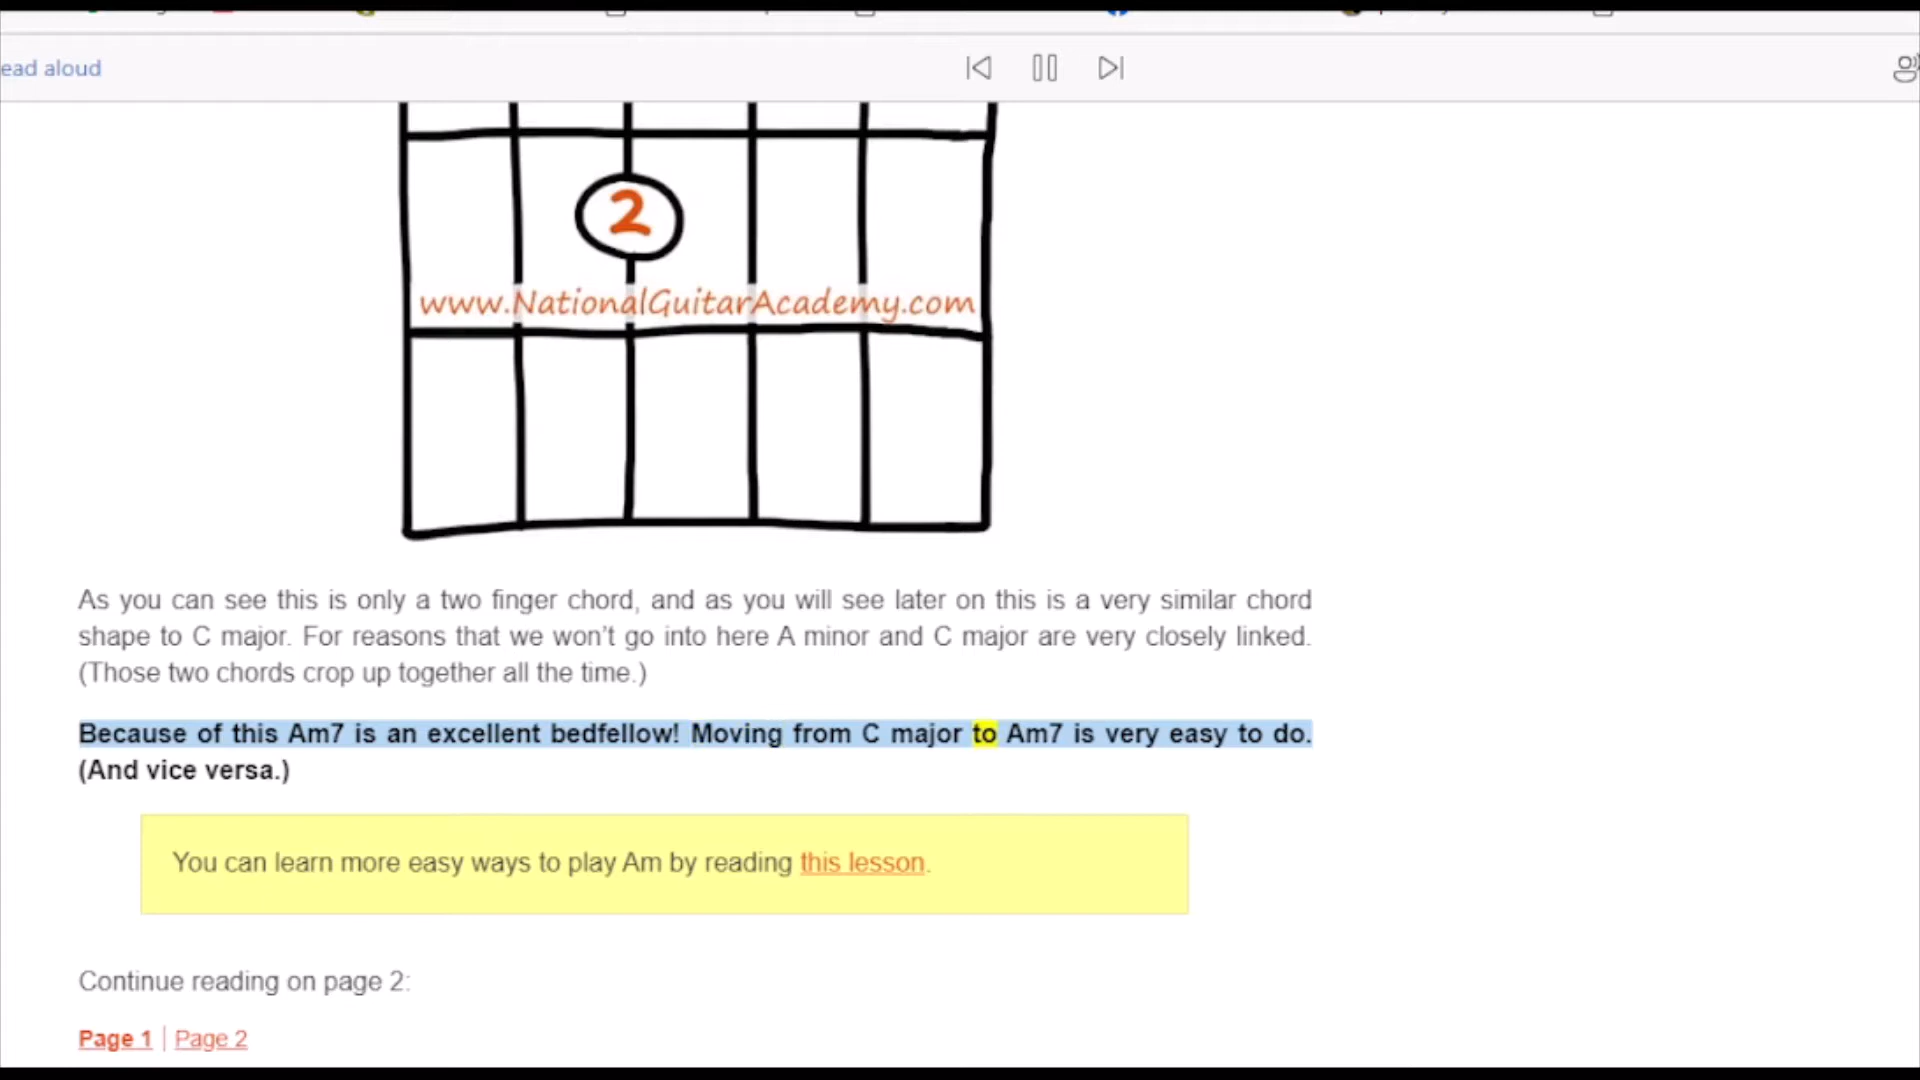 ead aloud
2
www.NationalGuitarAcademy.com
As you can see this is only a two finger chord, and as you will see later on this is a very similar chord
shape to C major. For reasons that we won’t go into here A minor and C major are very closely linked.
(Those two chords crop up together all the time.)
Because of this Am7 is an excellent bedfellow! Moving from C major to Am7 is very easy to do.
(And vice versa.)
You can learn more easy ways to play Am by reading this lesson.
Continue reading on page 2:
Page 1 | Page 2